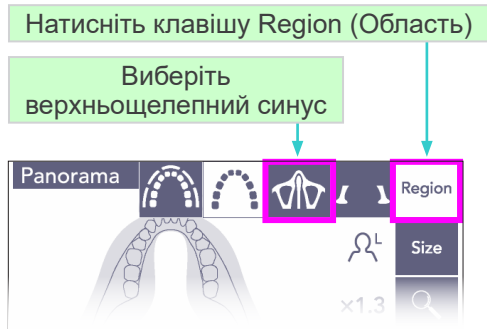 Натисніть клавішу Region (Область)
Виберіть
верхньощелепний синус
Panorama
Region
L
Size
×1.3